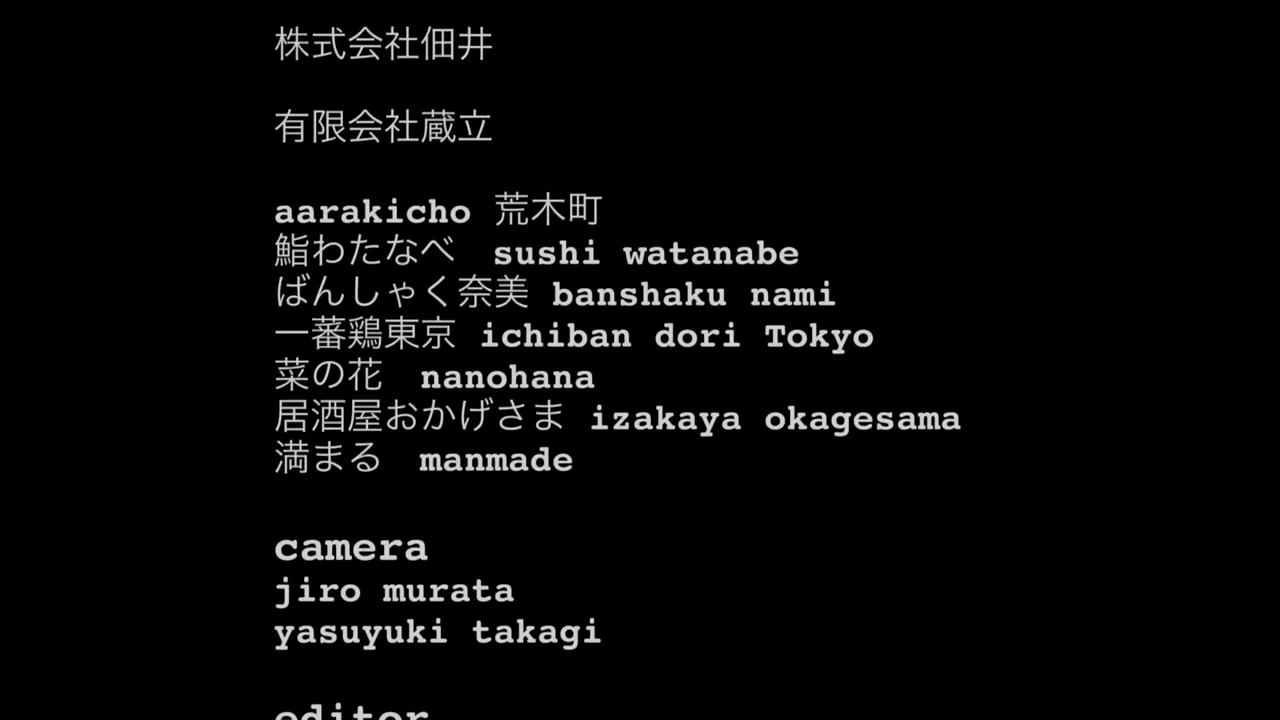 株式会社佃井
有限会社蔵立
aarakicho 荒木町
鮨わたなべ　sushi watanabe
ばんしゃく奈美 banshaku nami
一蕃鶏東京 ichiban dori Tokyo
菜の花　nanohana
居酒屋おかげさま izakaya okagesama
満まる　manmade
camera
jiro murata
yasuyuki takagi
editor